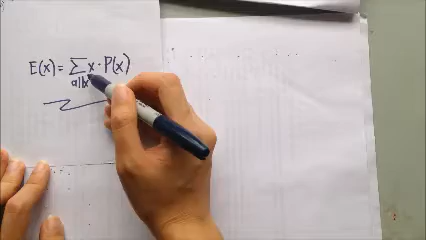 E(x) = ∑ x · P(x)
all x